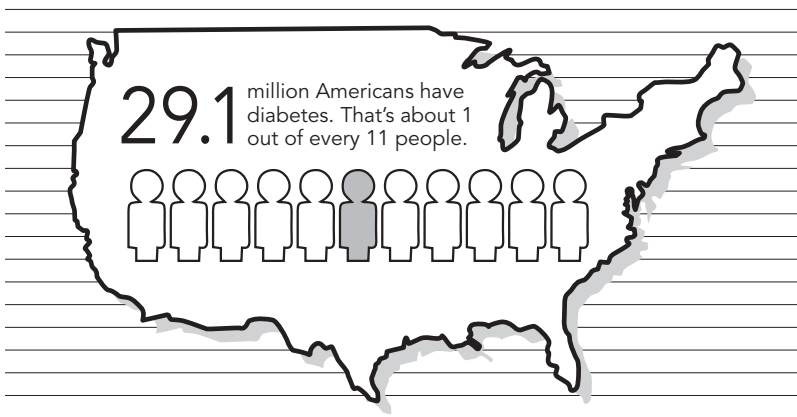 29.1 million Americans have
diabetes. That's about 1
out of every 11 people.